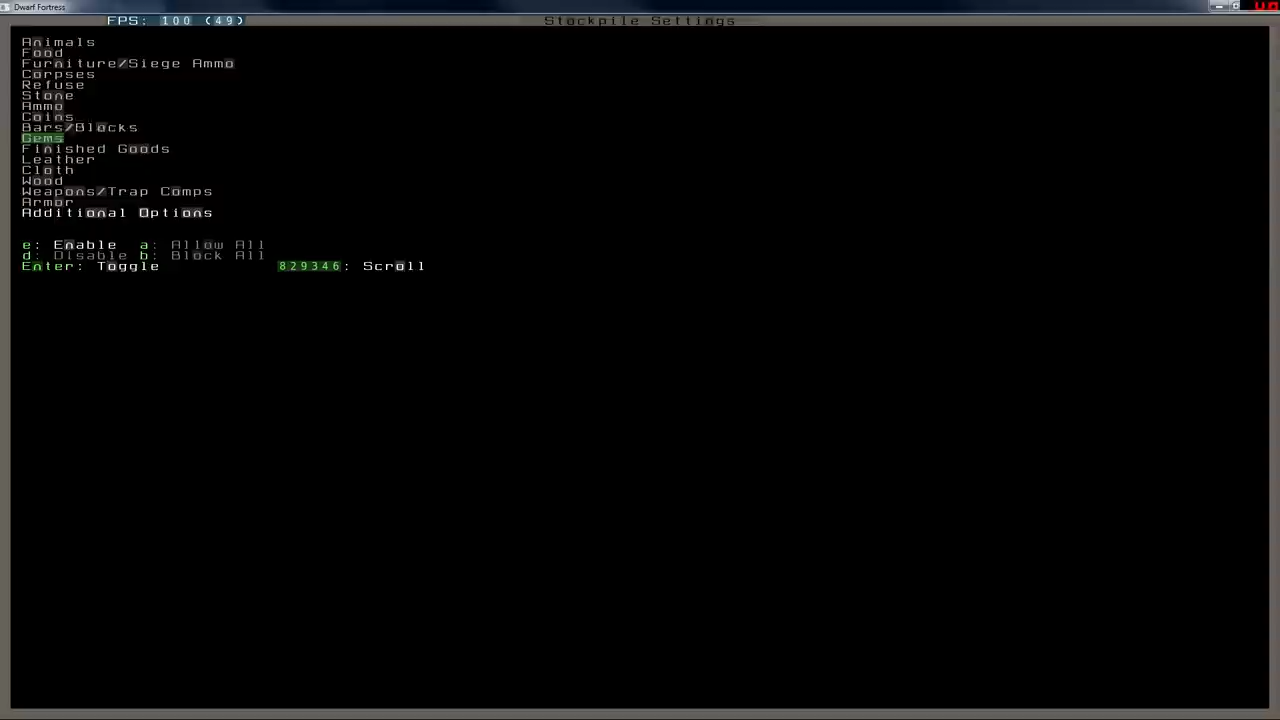 Dwarf Fortress
FPS: 100 (49) Stockpile Settings
Animals
Food
Furniture/Siege Ammo
Corpses
Refuse
Stone
Ammo
Coins
Bars/Blocks
Gems
Finished Goods
Leather
Cloth
Wood
Weapons/Trap Comps
Armor
Additional Options
e: Enable a: Allow All
d: Disable b: Block All
Enter: Toggle 829346: Scroll